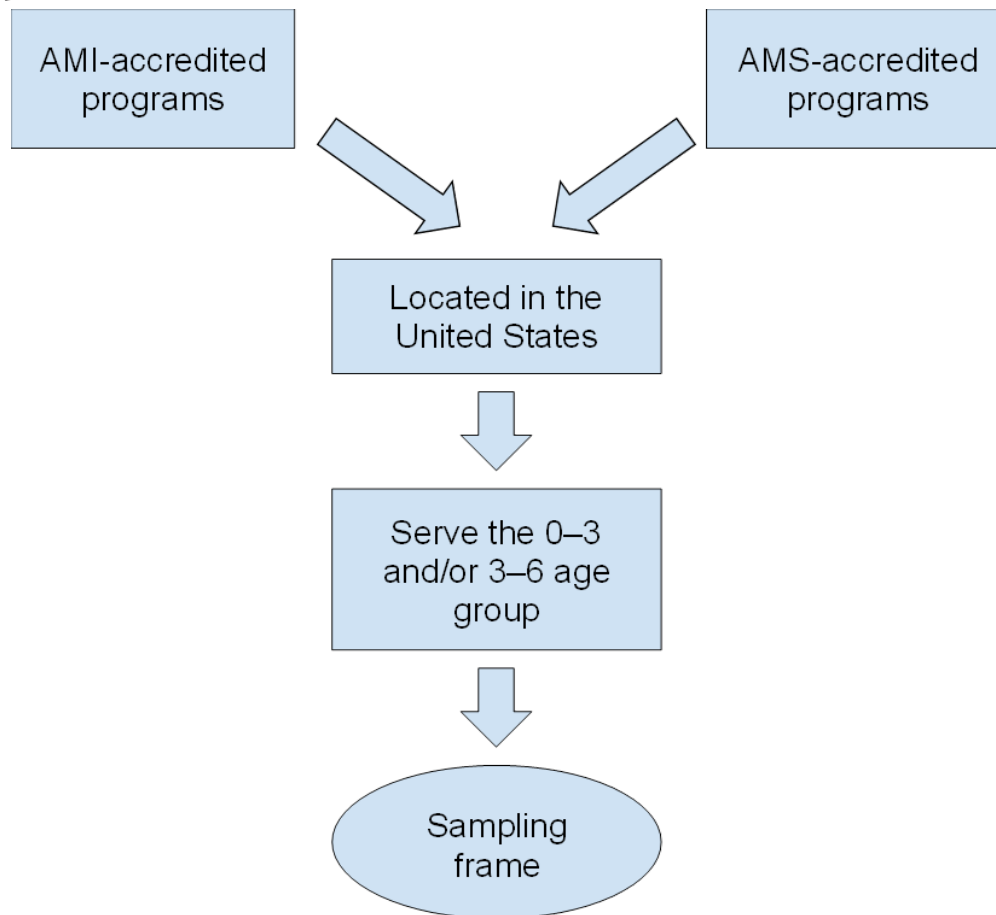 AMI-accredited
programs
AMS-accredited
programs
Located in the
United States
Serve the 0–3
and/or 3–6 age
group
Sampling
frame